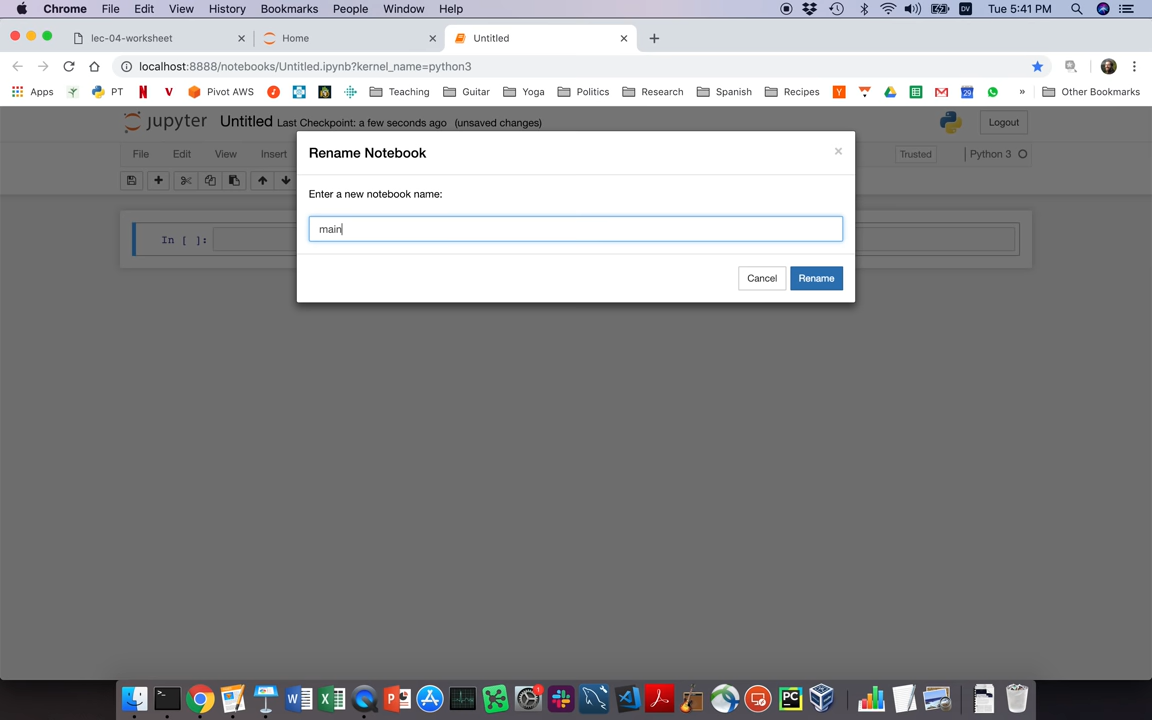 Chrome File Edit View History Bookmarks People Window Help DV Tue 5:41 PM
lec-04-worksheet Home Untitled
localhost:8888/notebooks/Untitled.ipynb?kernel_name=python3
Apps PT Pivot AWS Teaching Guitar Yoga Politics Research Spanish Recipes 29 » Other Bookmarks
jupyter Untitled Last Checkpoint: a few seconds ago (unsaved changes) Logout
Rename Notebook
File Edit View Insert Trusted Python 3
Enter a new notebook name:
main
In [ ]:
Cancel Rename